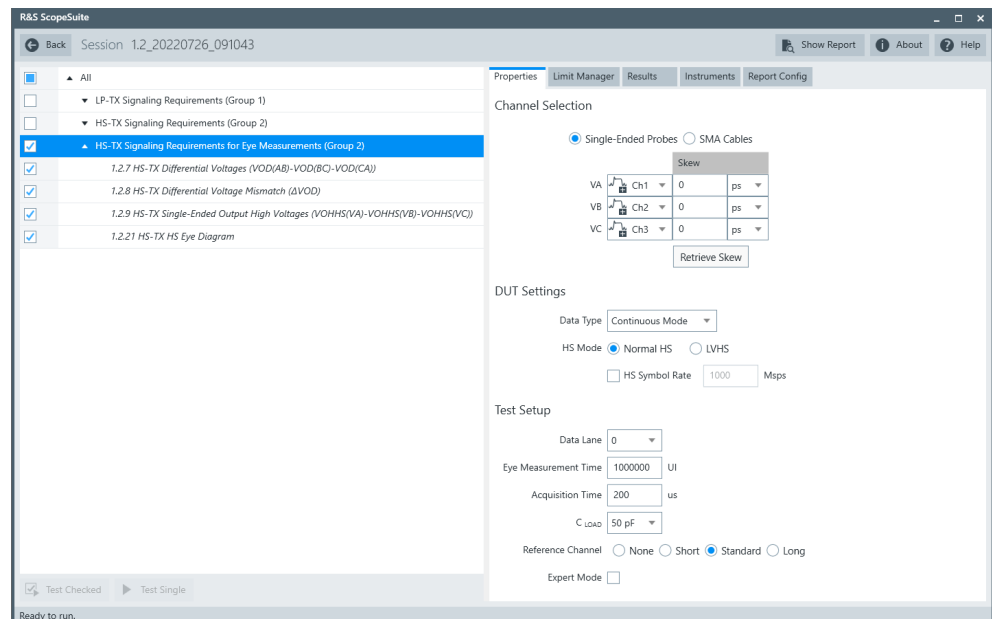 R&S ScopeSuite
Back Session 1.2_20220726_091043 Show Report About Help
All
LP-TX Signaling Requirements (Group 1)
HS-TX Signaling Requirements (Group 2)
HS-TX Signaling Requirements for Eye Measurements (Group 2)
1.2.7 HS-TX Differential Voltages (VOD(AB)-VOD(BC)-VOD(CA))
1.2.8 HS-TX Differential Voltage Mismatch (ΔVOD)
1.2.9 HS-TX Single-Ended Output High Voltages (VOHHS(VA)-VOHHS(VB)-VOHHS(VC))
1.2.21 HS-TX HS Eye Diagram
Test Checked Test Single
Properties Limit Manager Results Instruments Report Config
Channel Selection
Single-Ended Probes SMA Cables
Skew
VA Ch1 0 ps
VB Ch2 0 ps
VC Ch3 0 ps
Retrieve Skew
DUT Settings
Data Type Continuous Mode
HS Mode Normal HS LVHS
HS Symbol Rate 1000 Msps
Test Setup
Data Lane 0
Eye Measurement Time 1000000 UI
Acquisition Time 200 us
C LOAD 50 pF
Reference Channel None Short Standard Long
Expert Mode
Ready to run.